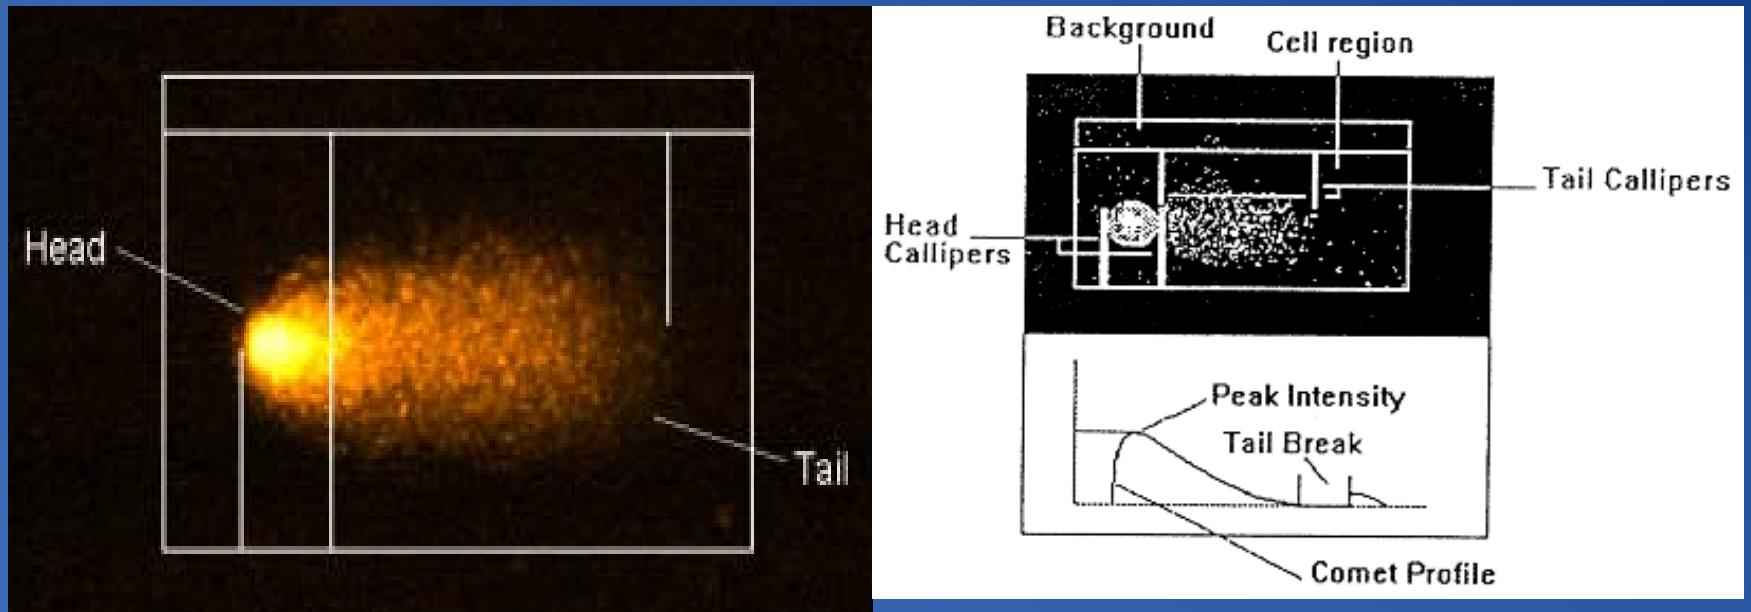 Head
Tail
Background
Cell region
Tail Callipers
Head
Callipers
Peak Intensity
Tail Break
Comet Profile